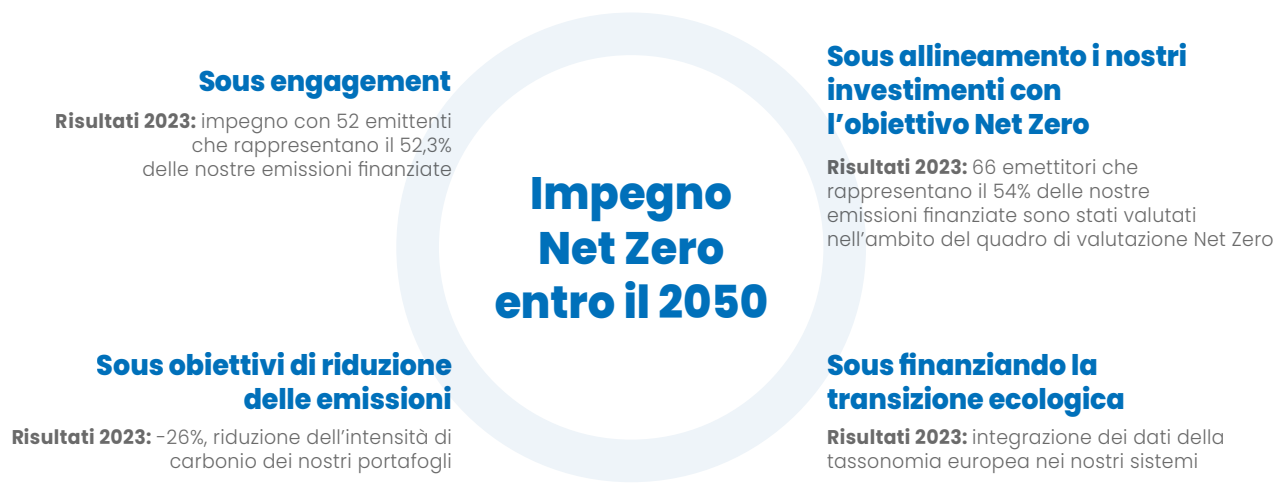 Sous engagement
Risultati 2023: impegno con 52 emittenti
che rappresentano il 52,3%
delle nostre emissioni finanziate
Sous allineamento i nostri
investimenti con
l’obiettivo Net Zero
Risultati 2023: 66 emettitori che
rappresentano il 54% delle nostre
emissioni finanziate sono stati valutati
nell’ambito del quadro di valutazione Net Zero
Impegno
Net Zero
entro il 2050
Sous obiettivi di riduzione
delle emissioni
Risultati 2023: -26%, riduzione dell’intensità di
carbonio dei nostri portafogli
Sous finanziando la
transizione ecologica
Risultati 2023: integrazione dei dati della
tassonomia europea nei nostri sistemi